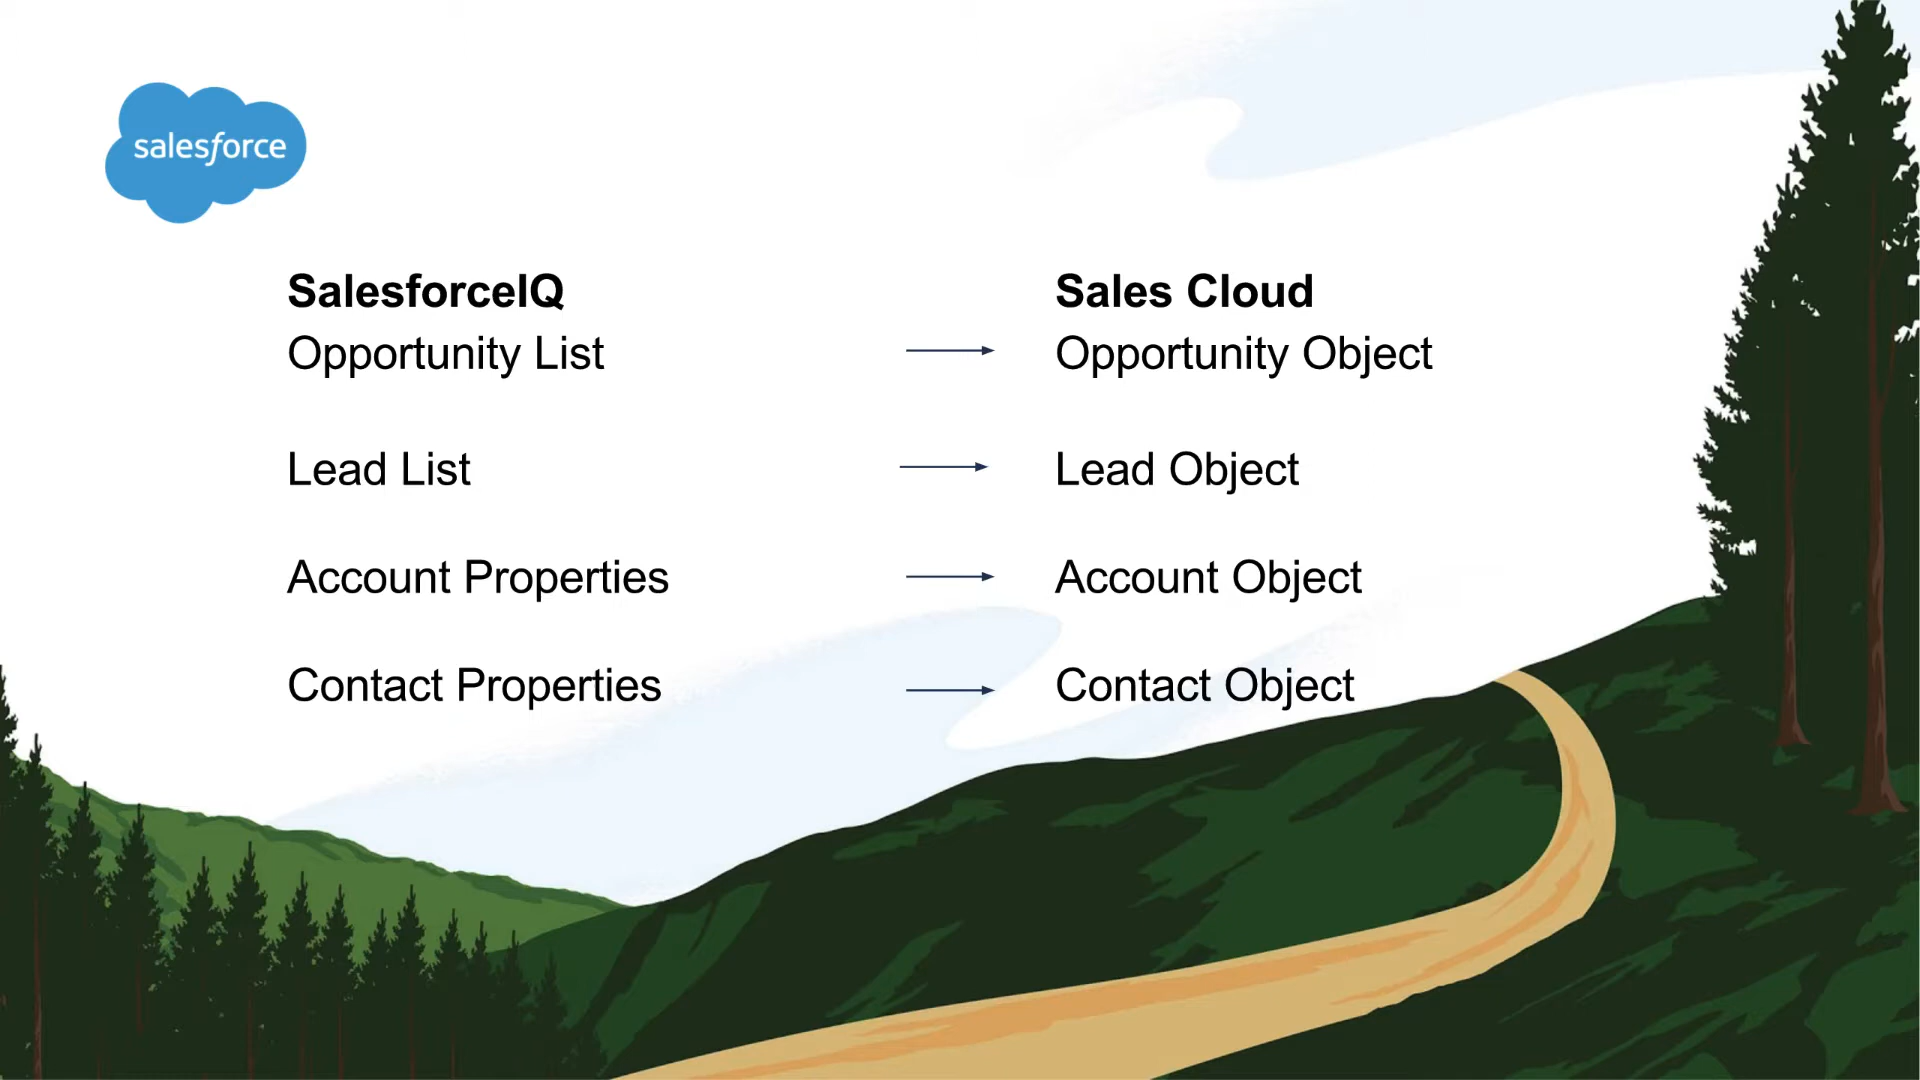 salesforce
SalesforceIQ Sales Cloud
Opportunity List Opportunity Object
Lead List Lead Object
Account Properties Account Object
Contact Properties Contact Object